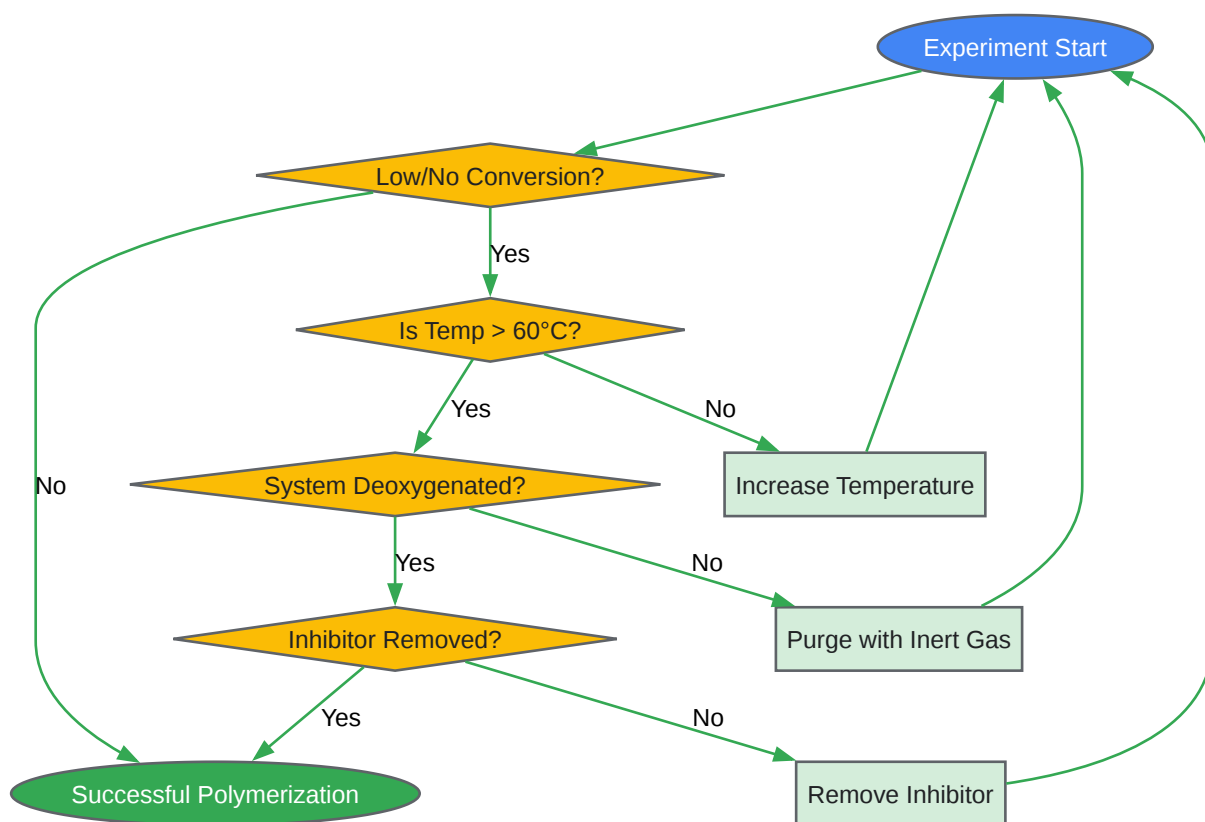 Experiment Start
Low/No Conversion?
Yes
Is Temp > 60°C?
Yes
No
System Deoxygenated?
Increase Temperature
No
Yes
No
Inhibitor Removed?
Purge with Inert Gas
Yes
No
Successful Polymerization
Remove Inhibitor